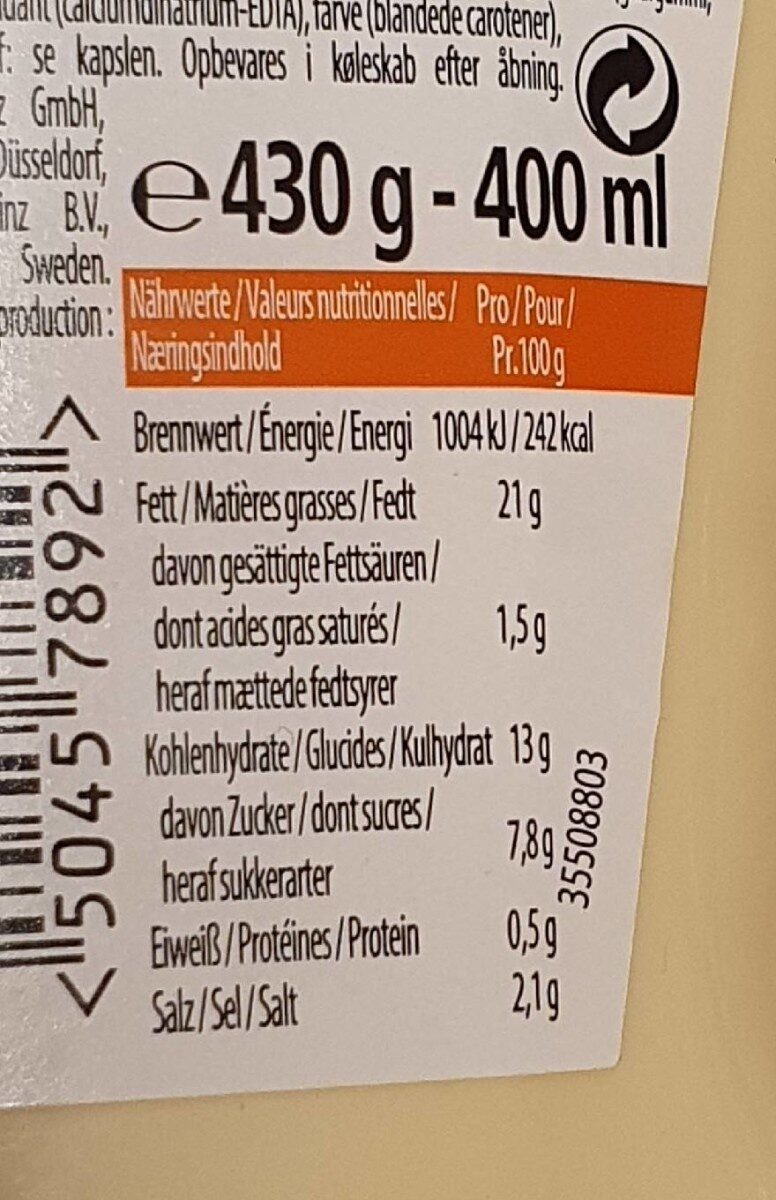 (calciumdinatrium-EDTA), farve (blandede carotener),
se kapslen. Opbevares i køleskab efter åbning.
GmbH,
Düsseldorf,
B.V.,
Sweden.
production:
e 430 g - 400 ml
Nährwerte / Valeurs nutritionnelles / Pro / Pour /
Næringsindhold Pr. 100 g
Brennwert / Énergie / Energi 1004 kJ / 242 kcal
Fett / Matières grasses / Fedt 21 g
davon gesättigte Fettsäuren /
dont acides gras saturés / 1,5 g
heraf mættede fedtsyrer
Kohlenhydrate / Glucides / Kulhydrat 13 g
davon Zucker / dont sucres / 7,8 g
heraf sukkerarter
Eiweiß / Protéines / Protein 0,5 g
Salz / Sel / Salt 2,1 g
<5045 7892>
35508803